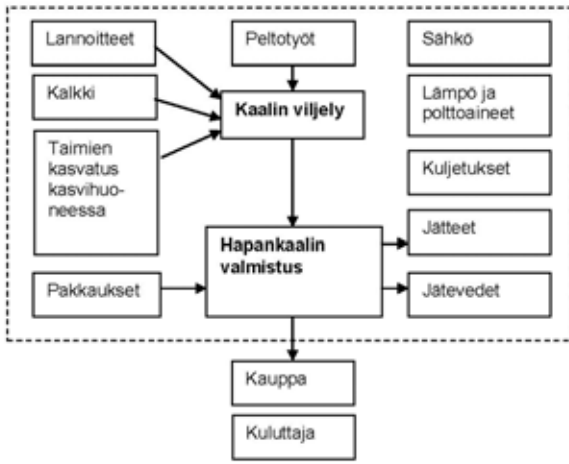 Lannoitteet
Peltotyöt
Sähkö
Kalkki
Kaalin viljely
Lämpö ja
polttoaineet
Taimien
kasvatus
kasvihuo-
neessa
Kuljetukset
Hapankaalin
valmistus
Jätteet
Pakkaukset
Jätevedet
Kauppa
Kuluttaja